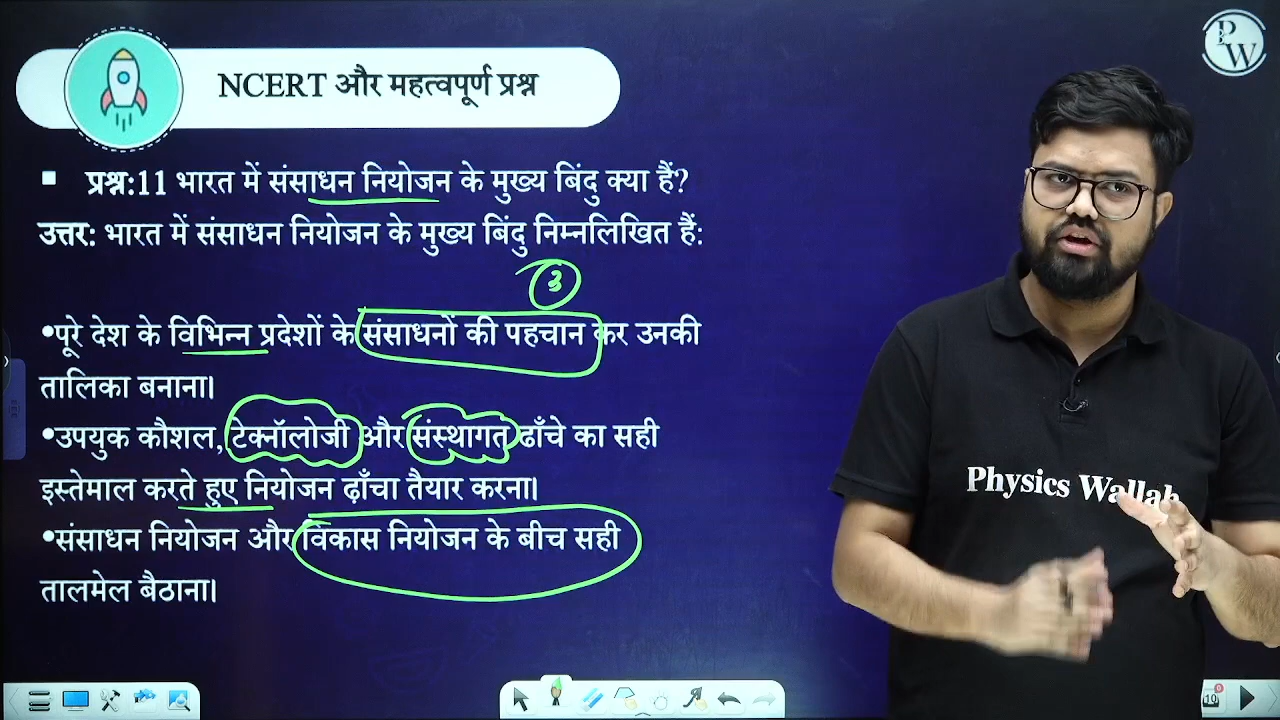 NCERT और महत्वपूर्ण प्रश्न
PW
▪ प्रश्न:11 भारत में संसाधन नियोजन के मुख्य बिंदु क्या हैं?
उत्तर: भारत में संसाधन नियोजन के मुख्य बिंदु निम्नलिखित हैं:
3
•पूरे देश के विभिन्न प्रदेशों के संसाधनों की पहचान कर उनकी
तालिका बनाना।
•उपयुक कौशल, टेक्नॉलोजी और संस्थागत् ढाँचे का सही
इस्तेमाल करते हुए नियोजन ढ़ाँचा तैयार करना।
•संसाधन नियोजन और विकास नियोजन के बीच सही
तालमेल बैठाना।
Physics Wallah
10